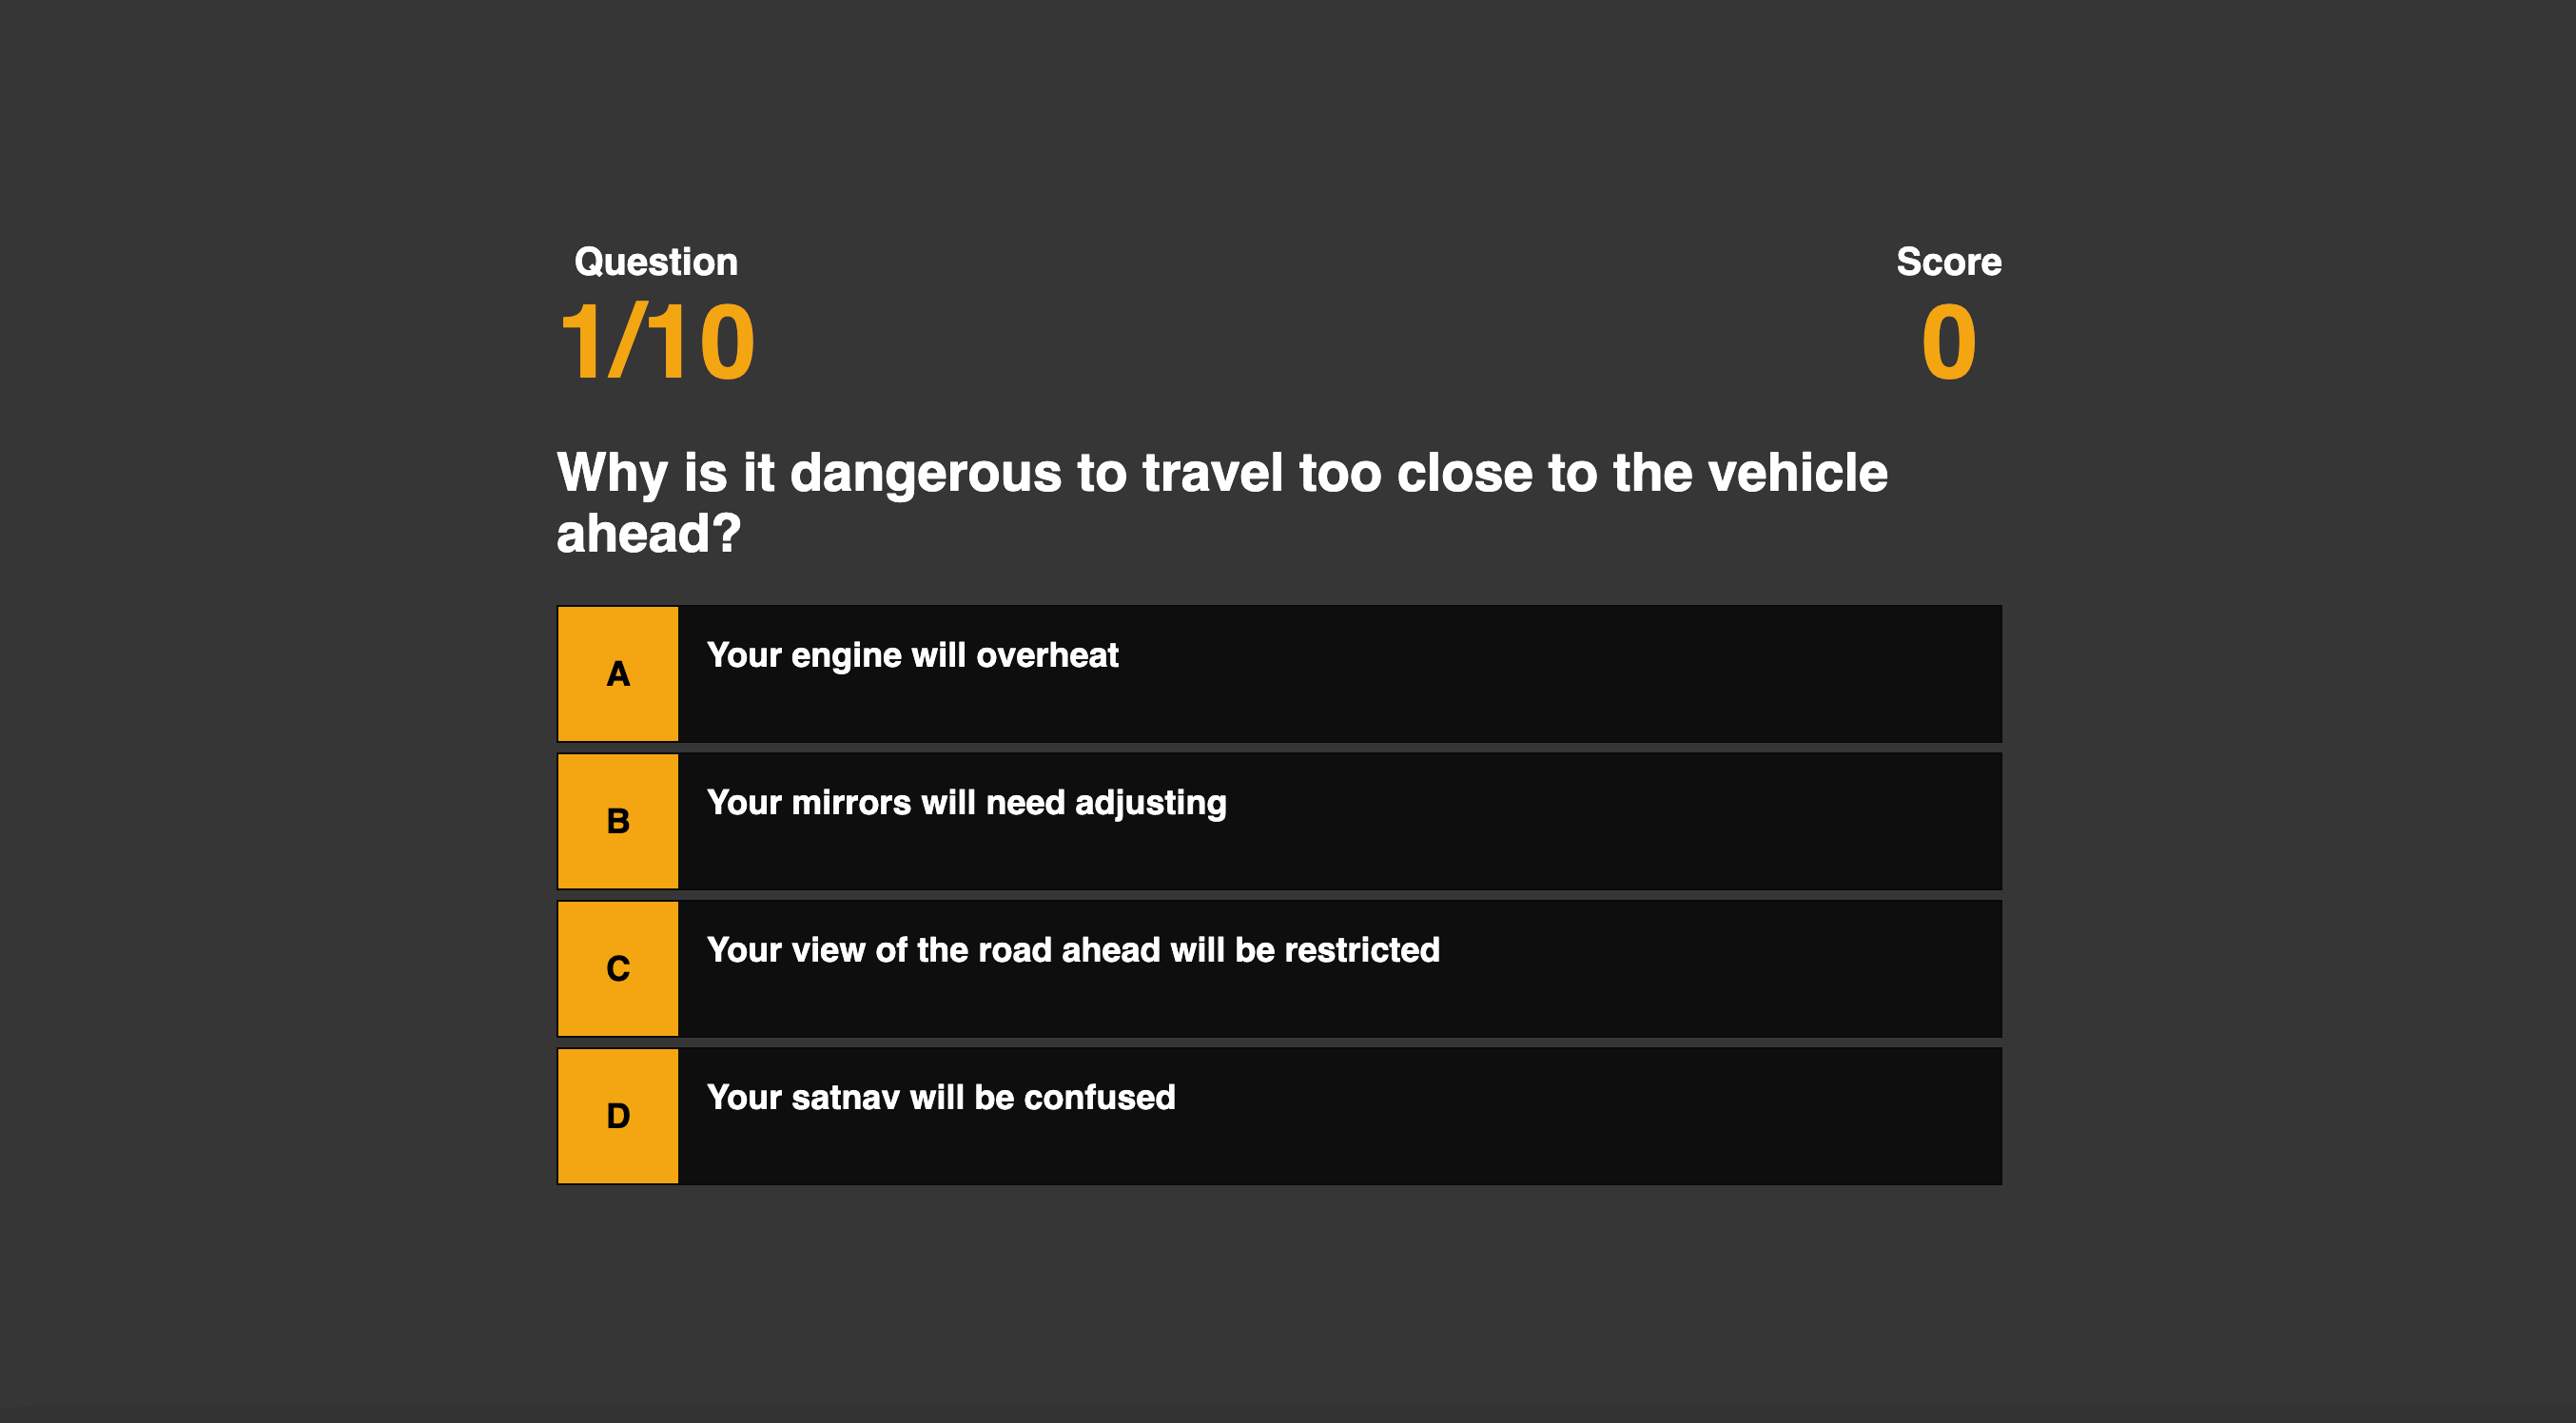 Question
1/10
Score
0
Why is it dangerous to travel too close to the vehicle
ahead?
A
Your engine will overheat
B
Your mirrors will need adjusting
C
Your view of the road ahead will be restricted
D
Your satnav will be confused